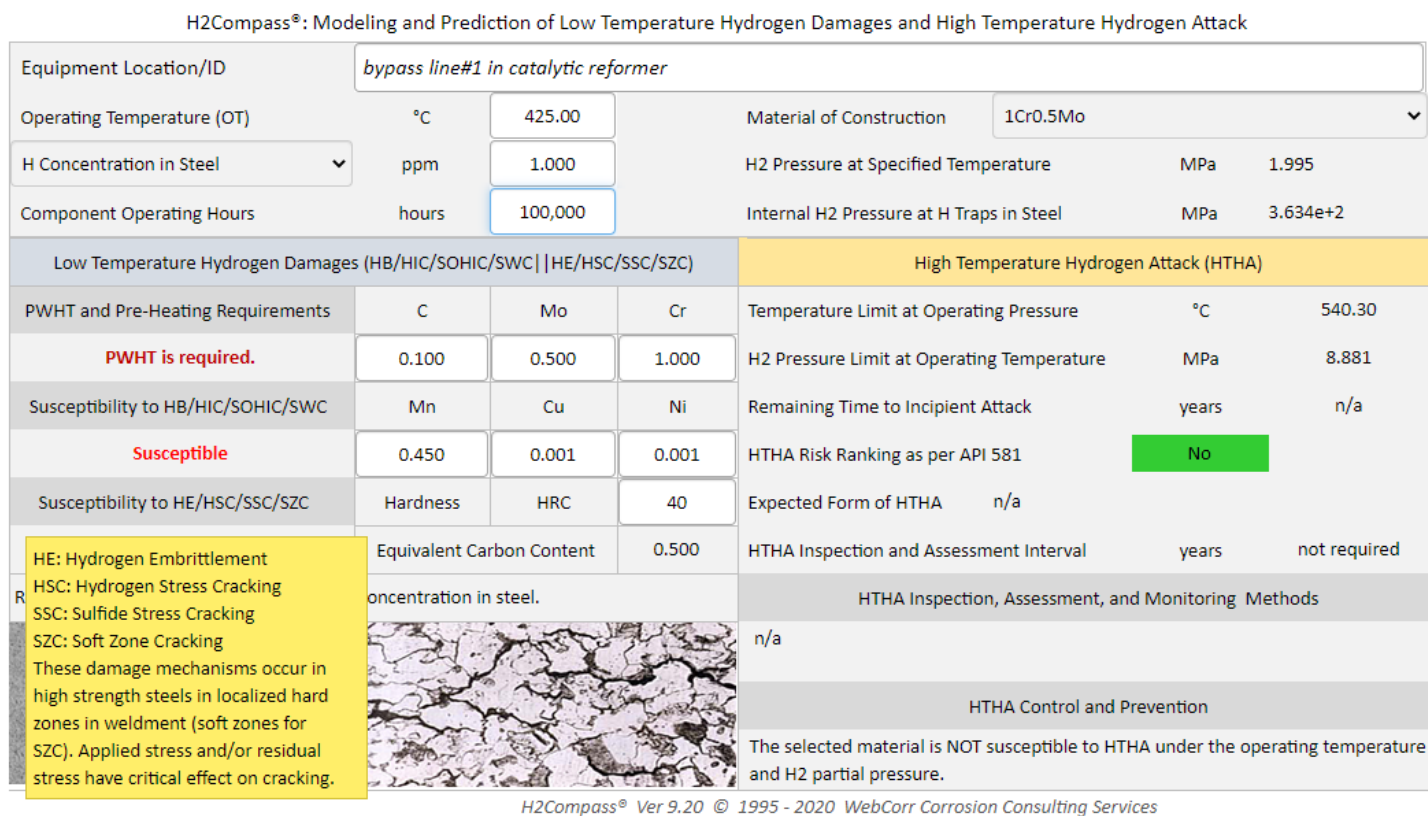 H2Compass®: Modeling and Prediction of Low Temperature Hydrogen Damages and High Temperature Hydrogen Attack
Equipment Location/ID bypass line#1 in catalytic reformer
Operating Temperature (OT) °C 425.00 Material of Construction 1Cr0.5Mo
H Concentration in Steel ppm 1.000 H2 Pressure at Specified Temperature MPa 1.995
Component Operating Hours hours 100,000 Internal H2 Pressure at H Traps in Steel MPa 3.634e+2
Low Temperature Hydrogen Damages (HB/HIC/SOHIC/SWC||HE/HSC/SSC/SZC) High Temperature Hydrogen Attack (HTHA)
PWHT and Pre-Heating Requirements C Mo Cr Temperature Limit at Operating Pressure °C 540.30
PWHT is required. 0.100 0.500 1.000 H2 Pressure Limit at Operating Temperature MPa 8.881
Susceptibility to HB/HIC/SOHIC/SWC Mn Cu Ni Remaining Time to Incipient Attack years n/a
Susceptible 0.450 0.001 0.001 HTHA Risk Ranking as per API 581 No
Susceptibility to HE/HSC/SSC/SZC Hardness HRC 40 Expected Form of HTHA n/a
Equivalent Carbon Content 0.500 HTHA Inspection and Assessment Interval years not required
concentration in steel. HTHA Inspection, Assessment, and Monitoring Methods
n/a
HTHA Control and Prevention
The selected material is NOT susceptible to HTHA under the operating temperature
and H2 partial pressure.
HE: Hydrogen Embrittlement
HSC: Hydrogen Stress Cracking
SSC: Sulfide Stress Cracking
SZC: Soft Zone Cracking
These damage mechanisms occur in
high strength steels in localized hard
zones in weldment (soft zones for
SZC). Applied stress and/or residual
stress have critical effect on cracking.
H2Compass® Ver 9.20 © 1995 - 2020 WebCorr Corrosion Consulting Services